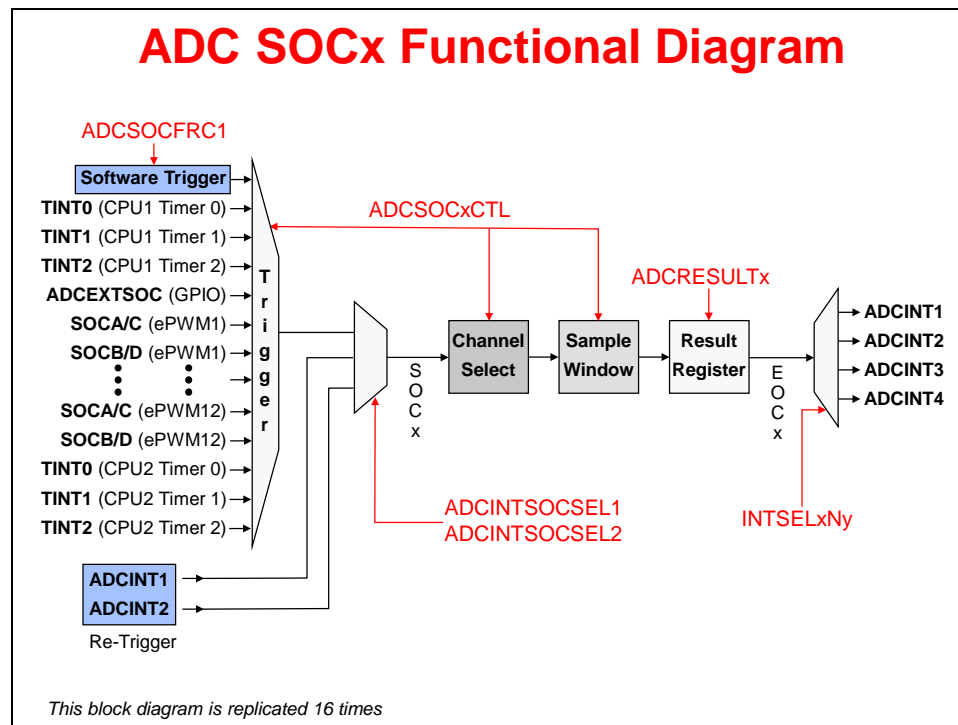 ADC SOCx Functional Diagram
ADCSOCFRC1
Software Trigger
TINT0 (CPU1 Timer 0)
TINT1 (CPU1 Timer 1)
TINT2 (CPU1 Timer 2)
ADCEXTSOC (GPIO)
SOCA/C (ePWM1)
SOCB/D (ePWM1)
SOCA/C (ePWM12)
SOCB/D (ePWM12)
TINT0 (CPU2 Timer 0)
TINT1 (CPU2 Timer 1)
TINT2 (CPU2 Timer 2)
Trigger
ADCINT1
ADCINT2
Re-Trigger
ADCSOCxCTL
ADCINTSOCSEL1
ADCINTSOCSEL2
SOCx
Channel
Select
Sample
Window
ADCRESULTx
Result
Register
EOCx
INTSELxNy
ADCINT1
ADCINT2
ADCINT3
ADCINT4
This block diagram is replicated 16 times